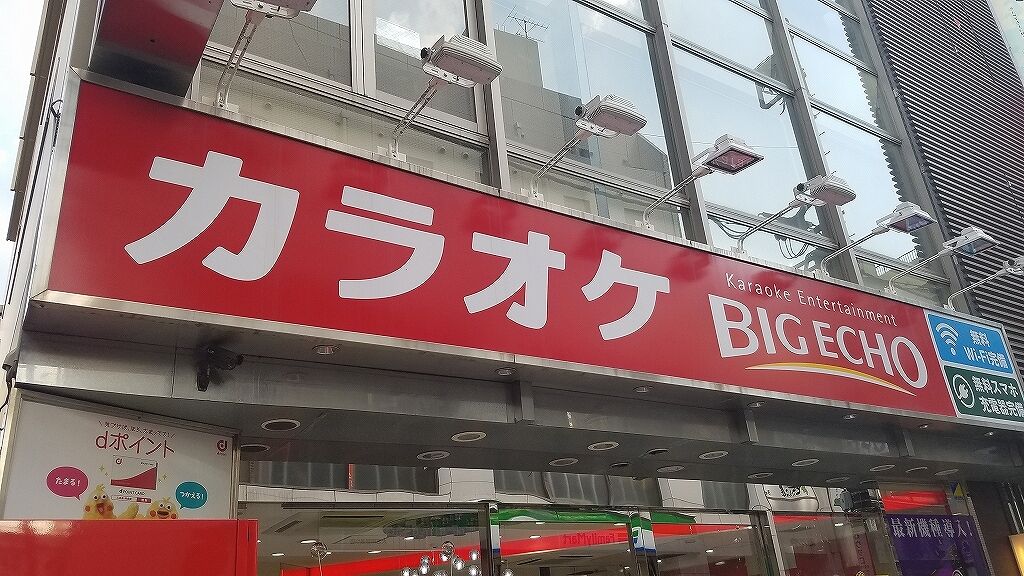 カラオケ
Karaoke Entertainment
BIG ECHO
無料
Wi-Fi完備
無料スマホ
充電器完備
dポイント
たまる!
つかえる!
FamilyMart
最新機種導入!